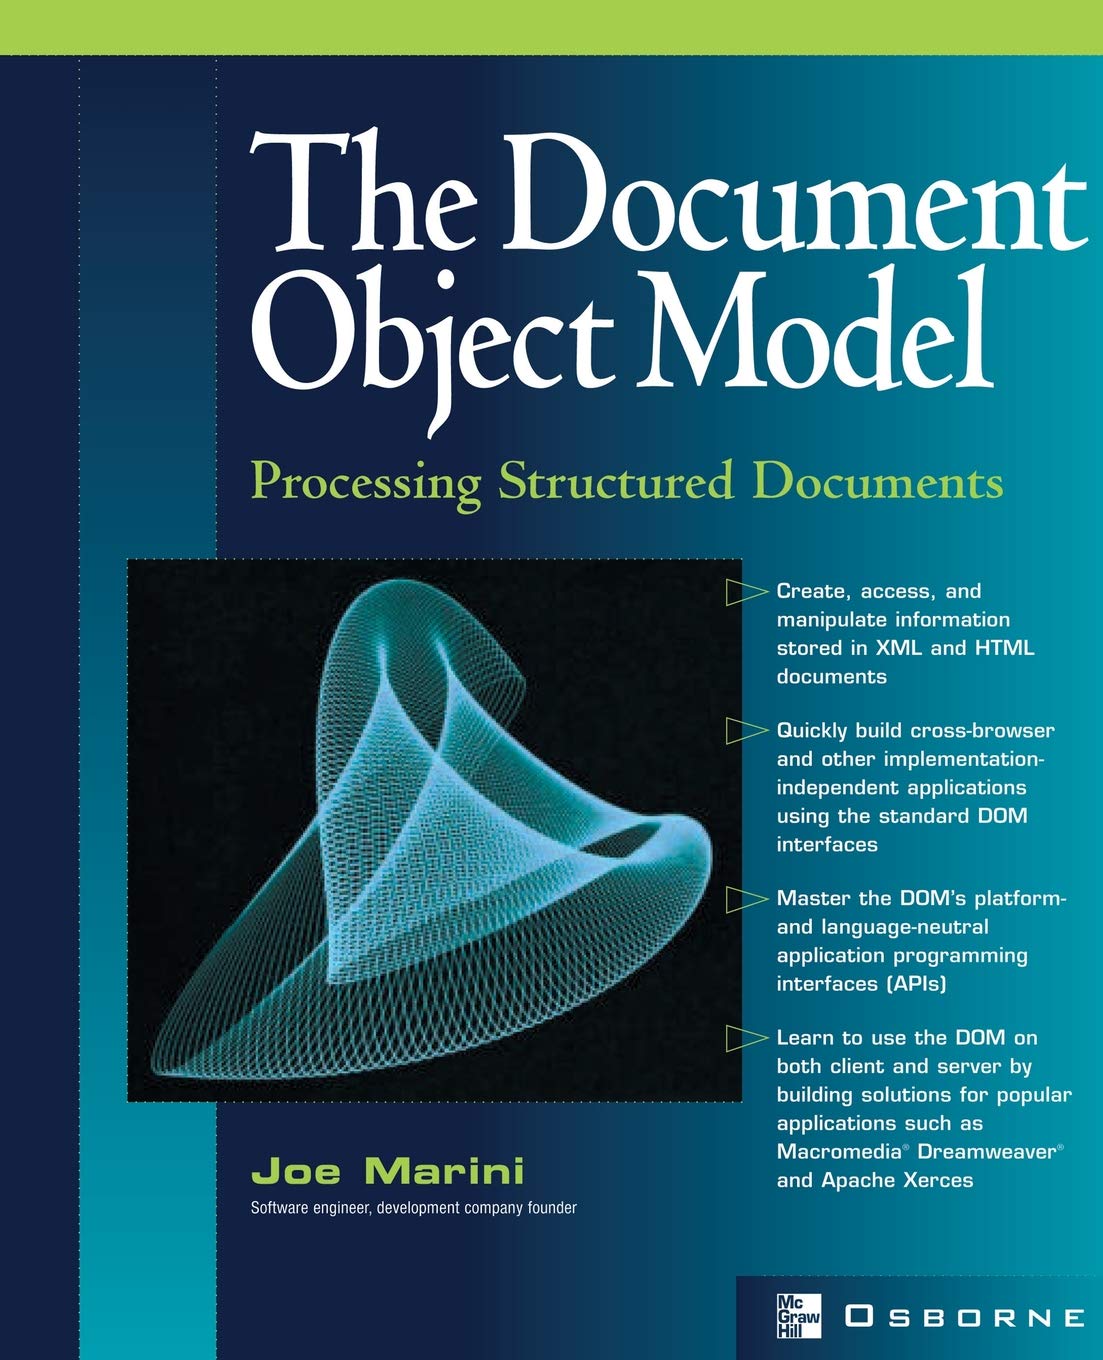 The Document
Object Model
Processing Structured Documents
Create, access, and
manipulate information
stored in XML and HTML
documents
Quickly build cross-browser
and other implementation-
independent applications
using the standard DOM
interfaces
Master the DOM's platform-
and language-neutral
application programming
interfaces (APIs)
Learn to use the DOM on
both client and server by
building solutions for popular
applications such as
Macromedia® Dreamweaver®
and Apache Xerces
Joe Marini
Software engineer, development company founder
Mc
Graw
Hill
OSBORNE